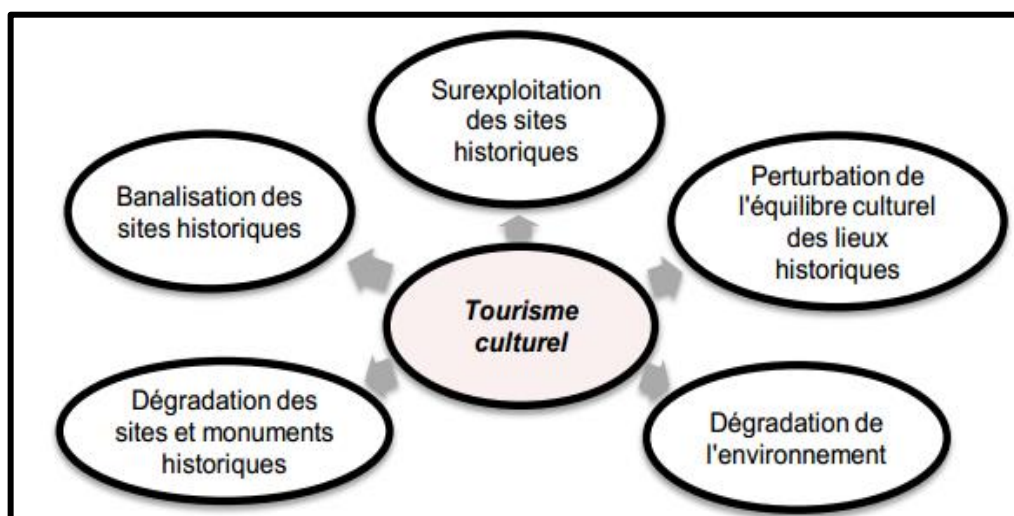 Surexploitation
des sites
historiques
Banalisation des
sites historiques
Perturbation de
l'équilibre culturel
des lieux
historiques
Tourisme
culturel
Dégradation des
sites et monuments
historiques
Dégradation de
l'environnement